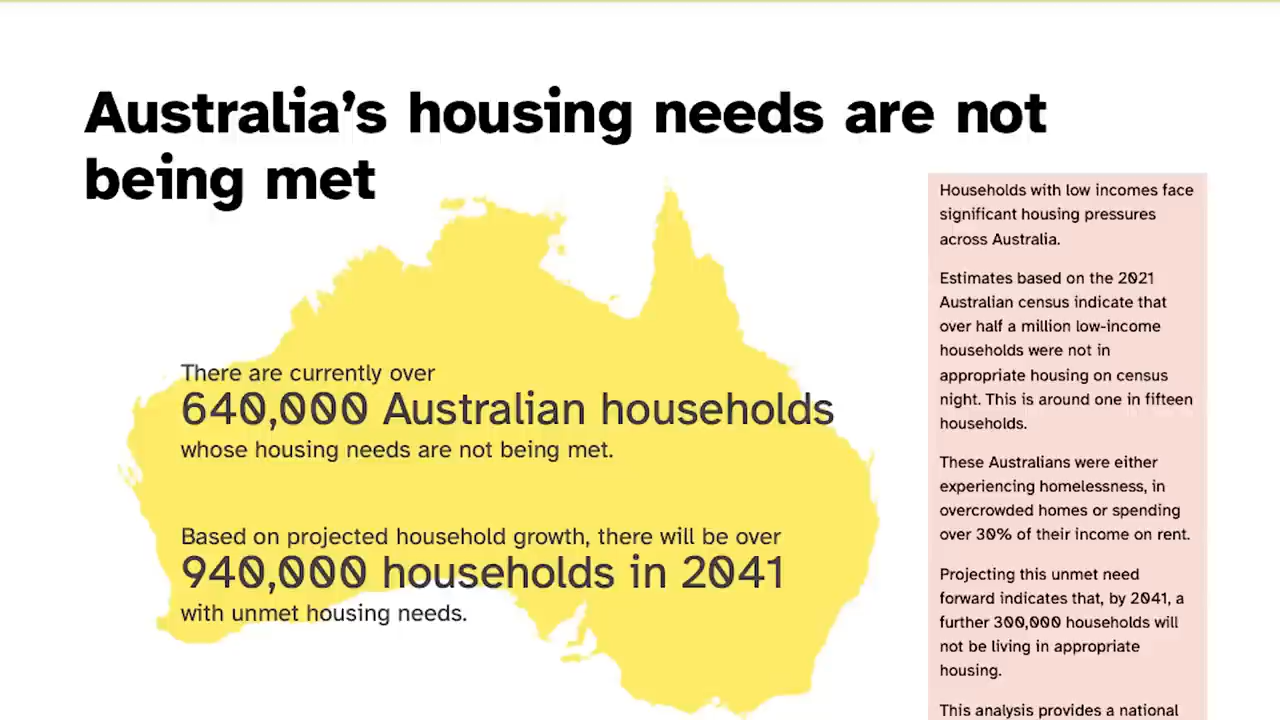 Australia’s housing needs are not
being met
There are currently over
640,000 Australian households
whose housing needs are not being met.
Based on projected household growth, there will be over
940,000 households in 2041
with unmet housing needs.
Households with low incomes face
significant housing pressures
across Australia.
Estimates based on the 2021
Australian census indicate that
over half a million low-income
households were not in
appropriate housing on census
night. This is around one in fifteen
households.
These Australians were either
experiencing homelessness, in
overcrowded homes or spending
over 30% of their income on rent.
Projecting this unmet need
forward indicates that, by 2041, a
further 300,000 households will
not be living in appropriate
housing.
This analysis provides a national